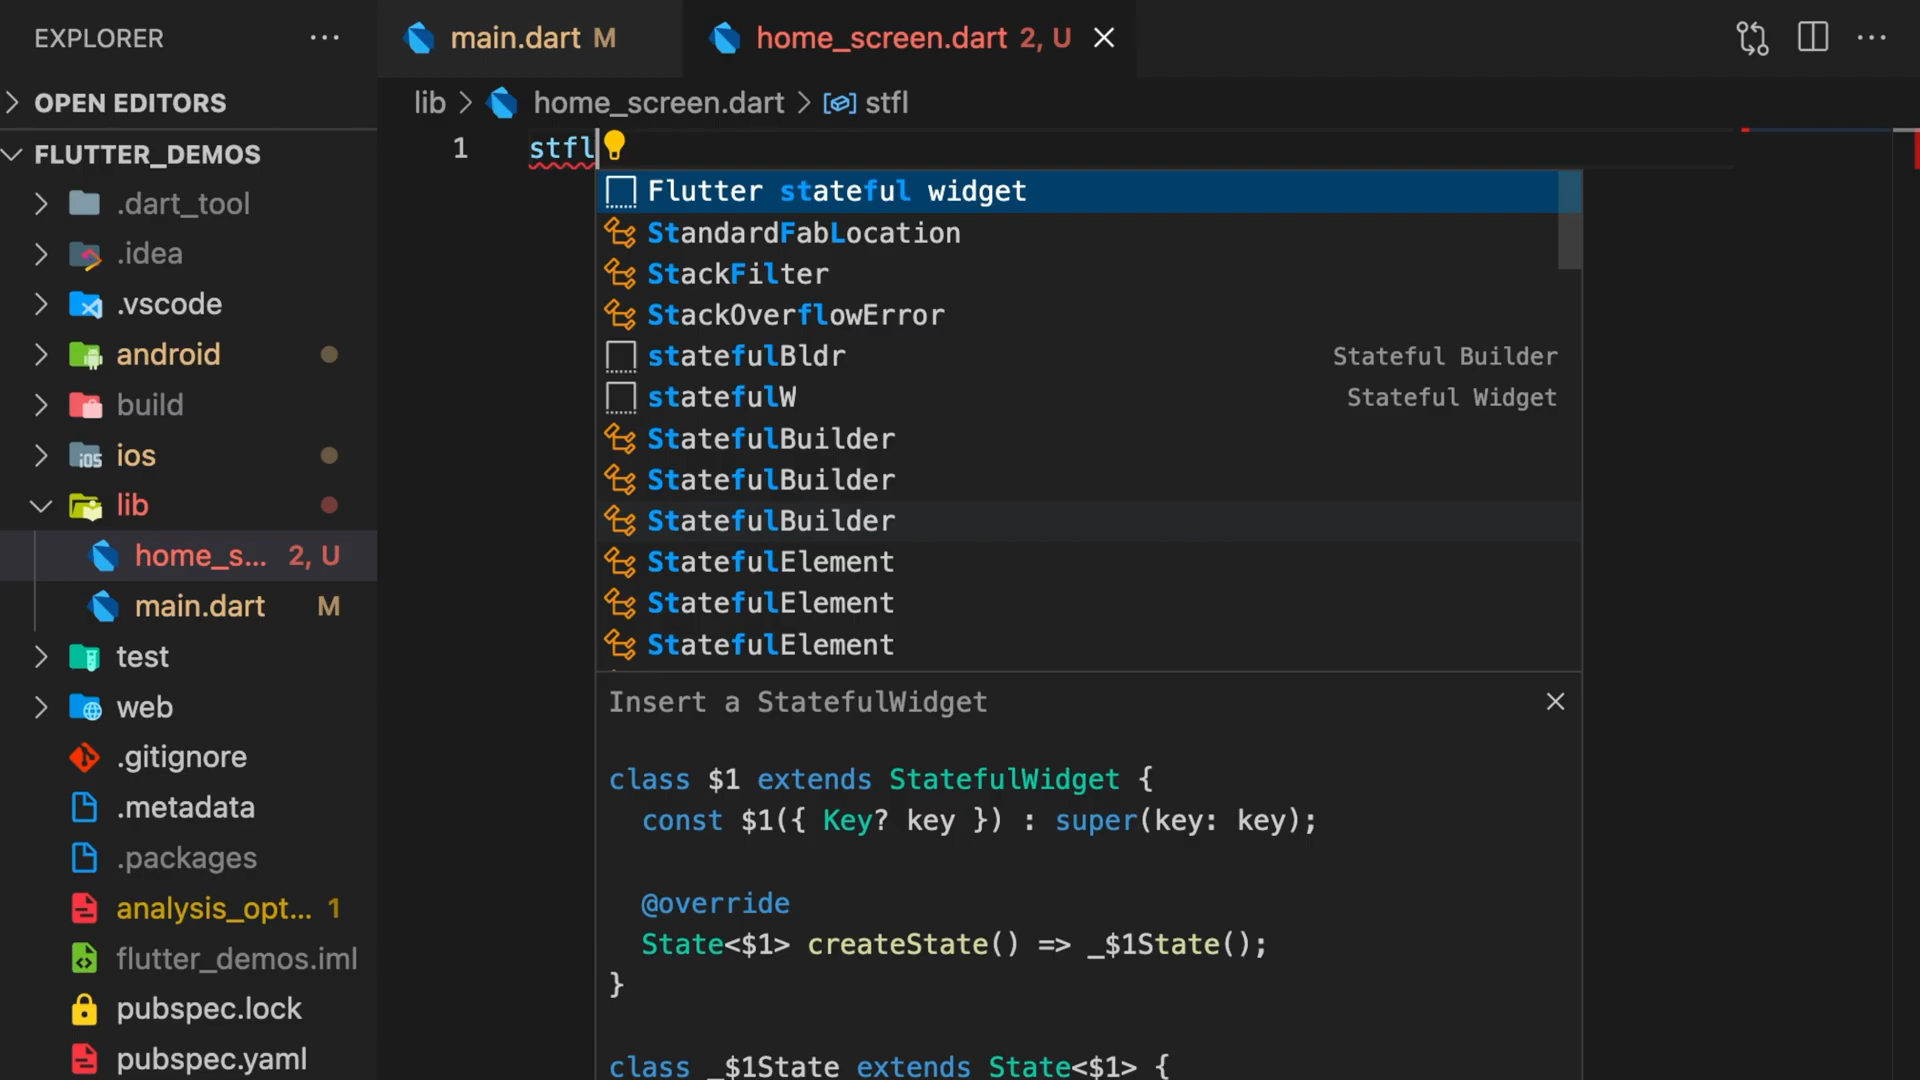 EXPLORER ...
OPEN EDITORS
FLUTTER_DEMOS
.dart_tool
.idea
.vscode
android
build
ios
lib
home_s... 2, U
main.dart M
test
web
.gitignore
.metadata
.packages
analysis_opt... 1
flutter_demos.iml
pubspec.lock
pubspec.yaml
main.dart M
home_screen.dart 2, U
lib > home_screen.dart > stfl
1 stfl
Flutter stateful widget
StandardFabLocation
StackFilter
StackOverflowError
statefulBldr Stateful Builder
statefulW Stateful Widget
StatefulBuilder
StatefulBuilder
StatefulBuilder
StatefulElement
StatefulElement
StatefulElement
Insert a StatefulWidget
class $1 extends StatefulWidget {
const $1({ Key? key }) : super(key: key);
@override
State<$1> createState() => _$1State();
}
class _$1State extends State<$1> {